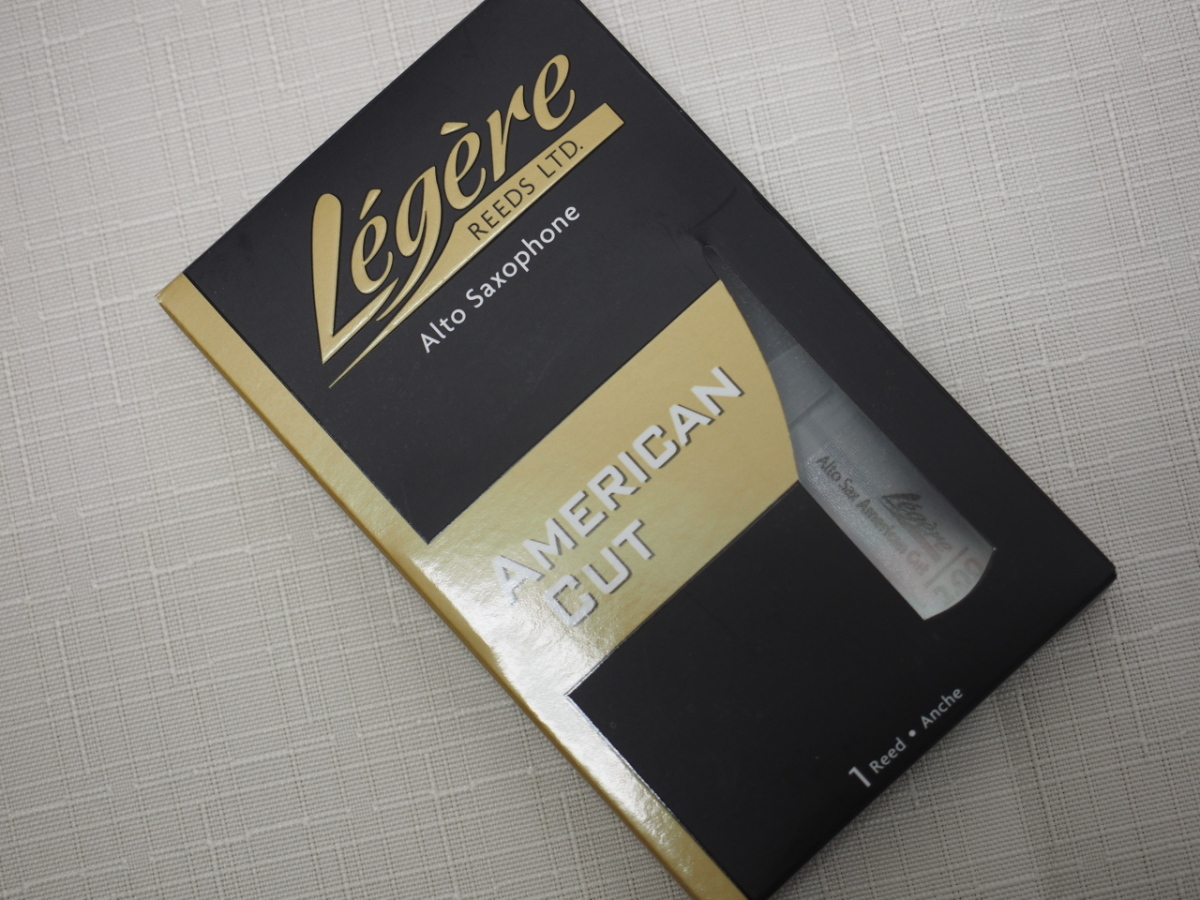 Légère
REEDS LTD.
Alto Saxophone
AMERICAN
CUT
Légère
Alto Sax American Cut
1 Reed • Anche